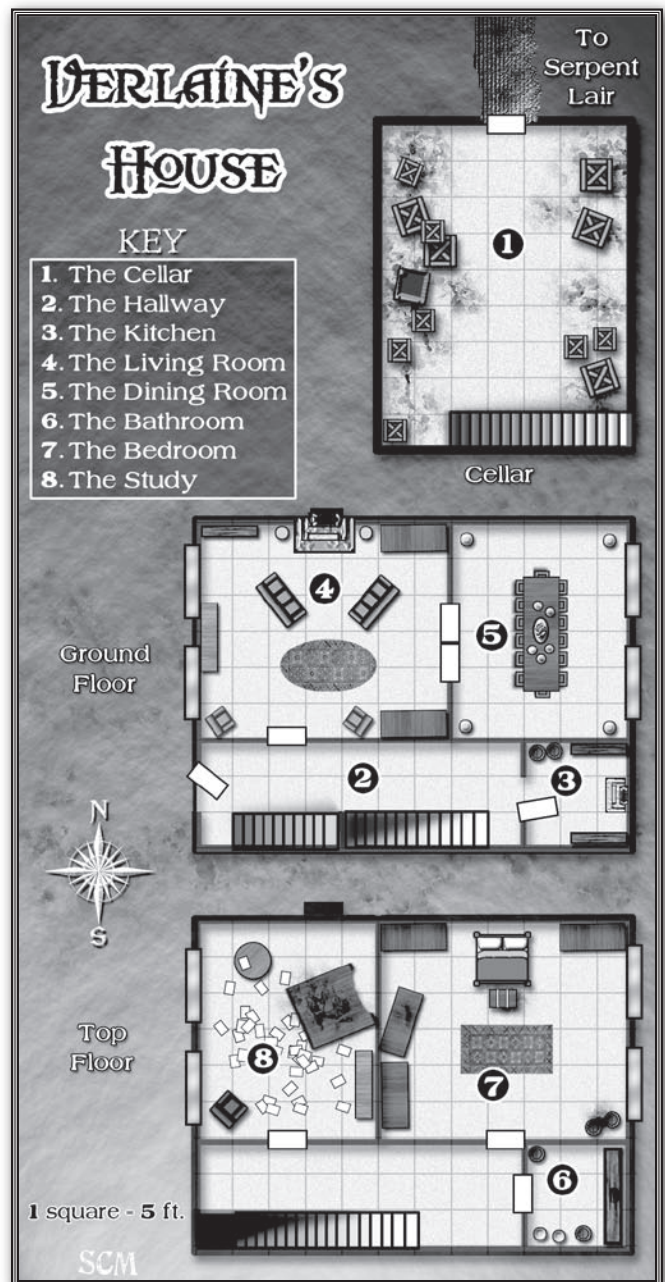 VERLAINE'S
HOUSE
To
Serpent
Lair
KEY
1. The Cellar
2. The Hallway
3. The Kitchen
4. The Living Room
5. The Dining Room
6. The Bathroom
7. The Bedroom
8. The Study
1
Cellar
4
5
Ground
Floor
2
3
N
S
Top
Floor
8
7
6
1 square - 5 ft.
SCM